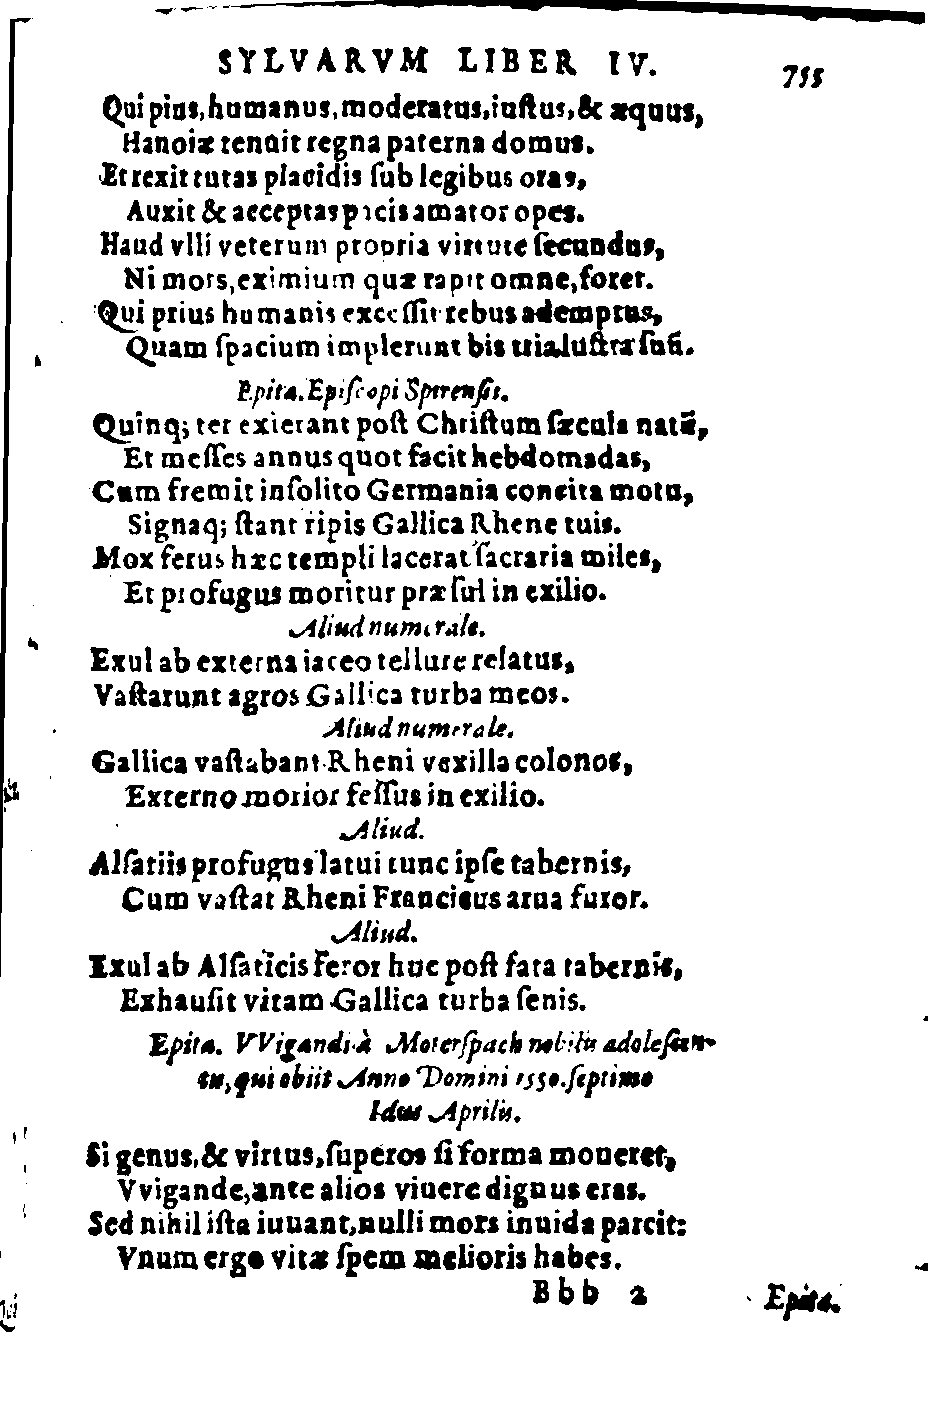 SYLVARVM LIBER IV. 755
Qui pius, humanus, moderatus, iuſtus, & æquus,
Hanoiæ tenuit regna paterna domus.
Et rexit tutas placidis ſub legibus oras,
Auxit & acceptas pacis amator opes.
Haud vlli veterum propria virtute ſecundus,
Ni mors, eximium quæ rapit omne, foret.
Qui prius humanis exceſſit rebus ademptus,
Quam ſpacium implerunt bis tria luſtra ſuū.
Epita. Epiſcopi Spirenſis.
Quinq; ter exierant poſt Chriſtum ſæcula natū,
Et meſſes annus quot facit hebdomadas,
Cum fremit inſolito Germania concita motu,
Signaq; ſtant ripis Gallica Rhene tuis.
Mox ferus hæc templi lacerat ſacraria miles,
Et profugus moritur præſul in exilio.
Aliud numerale.
Exul ab externa iaceo tellure relatus,
Vaſtarunt agros Gallica turba meos.
Aliud numerale.
Gallica vaſtabant Rheni vexilla colonos,
Externo morior feſſus in exilio.
Aliud.
Alſatiis profugus latui tunc ipſe tabernis,
Cum vaſtat Rheni Francicus arua furor.
Aliud.
Exul ab Alſaticis feror huc poſt fata tabernis,
Exhauſit vitam Gallica turba ſenis.
Epita. VVigandi à Moterſpach nobilis adoleſcen-
tis, qui obiit Anno Domini 1550. ſeptimo
Idus Aprilis.
Si genus, & virtus, ſuperos ſi forma moueret,
Vvigande, ante alios viuere dignus eras.
Sed nihil iſta iuuant, nulli mors inuida parcit:
Vnum ergo vitæ ſpem melioris habes.
Bbb 2 Epita.